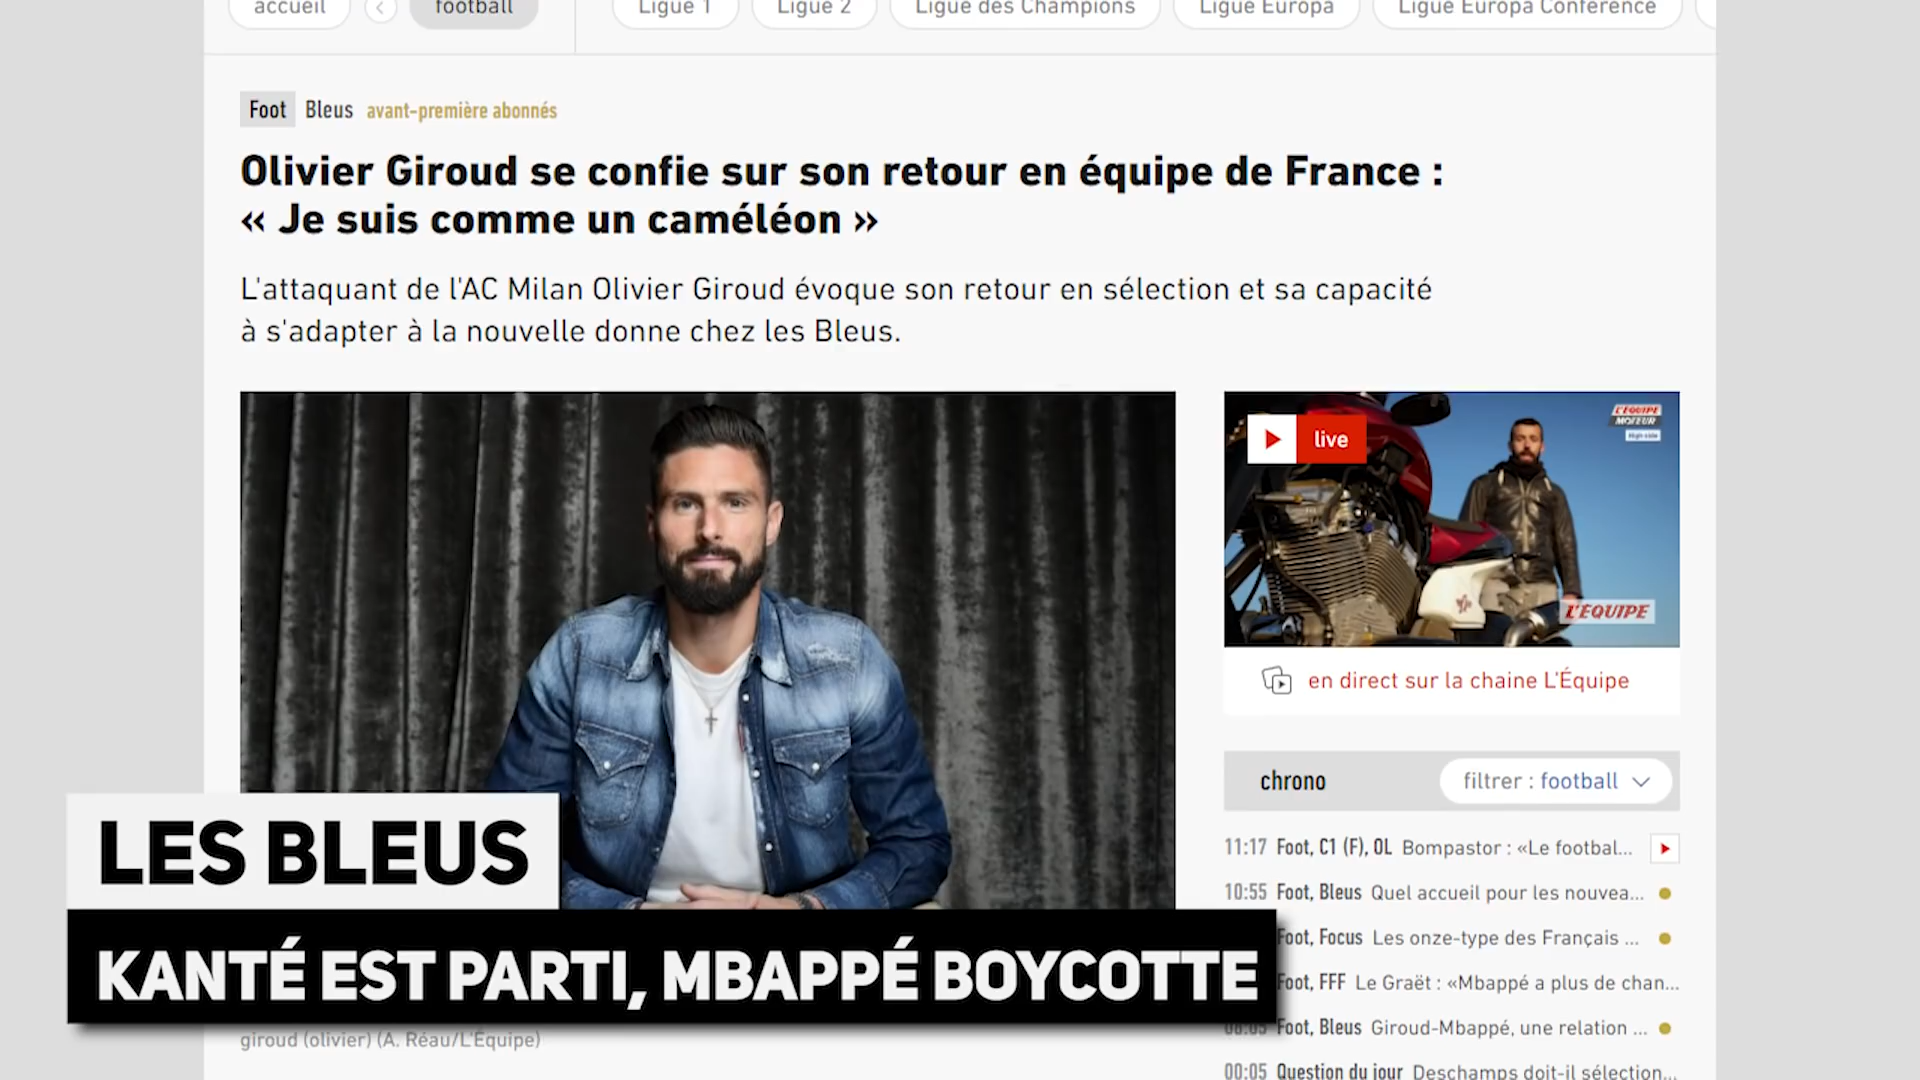 accueil
football
Ligue 1
Ligue 2
Ligue des Champions
Ligue Europa
Ligue Europa Conférence
Foot Bleus avant-première abonnés
Olivier Giroud se confie sur son retour en équipe de France :
« Je suis comme un caméléon »
L'attaquant de l'AC Milan Olivier Giroud évoque son retour en sélection et sa capacité
à s'adapter à la nouvelle donne chez les Bleus.
live
L'ÉQUIPE
MOTEUR
High side
L'ÉQUIPE
en direct sur la chaine L'Équipe
chrono
filtrer : football
11:17 Foot, C1 (F), OL Bompastor : «Le footbal...
10:55 Foot, Bleus Quel accueil pour les nouvea...
Foot, Focus Les onze-type des Français ...
Foot, FFF Le Graët : «Mbappé a plus de chan...
08:05 Foot, Bleus Giroud-Mbappé, une relation ...
00:05 Question du jour Deschamps doit-il sélection...
LES BLEUS
KANTÉ EST PARTI, MBAPPÉ BOYCOTTE
giroud (olivier) (A. Réau/L'Équipe)